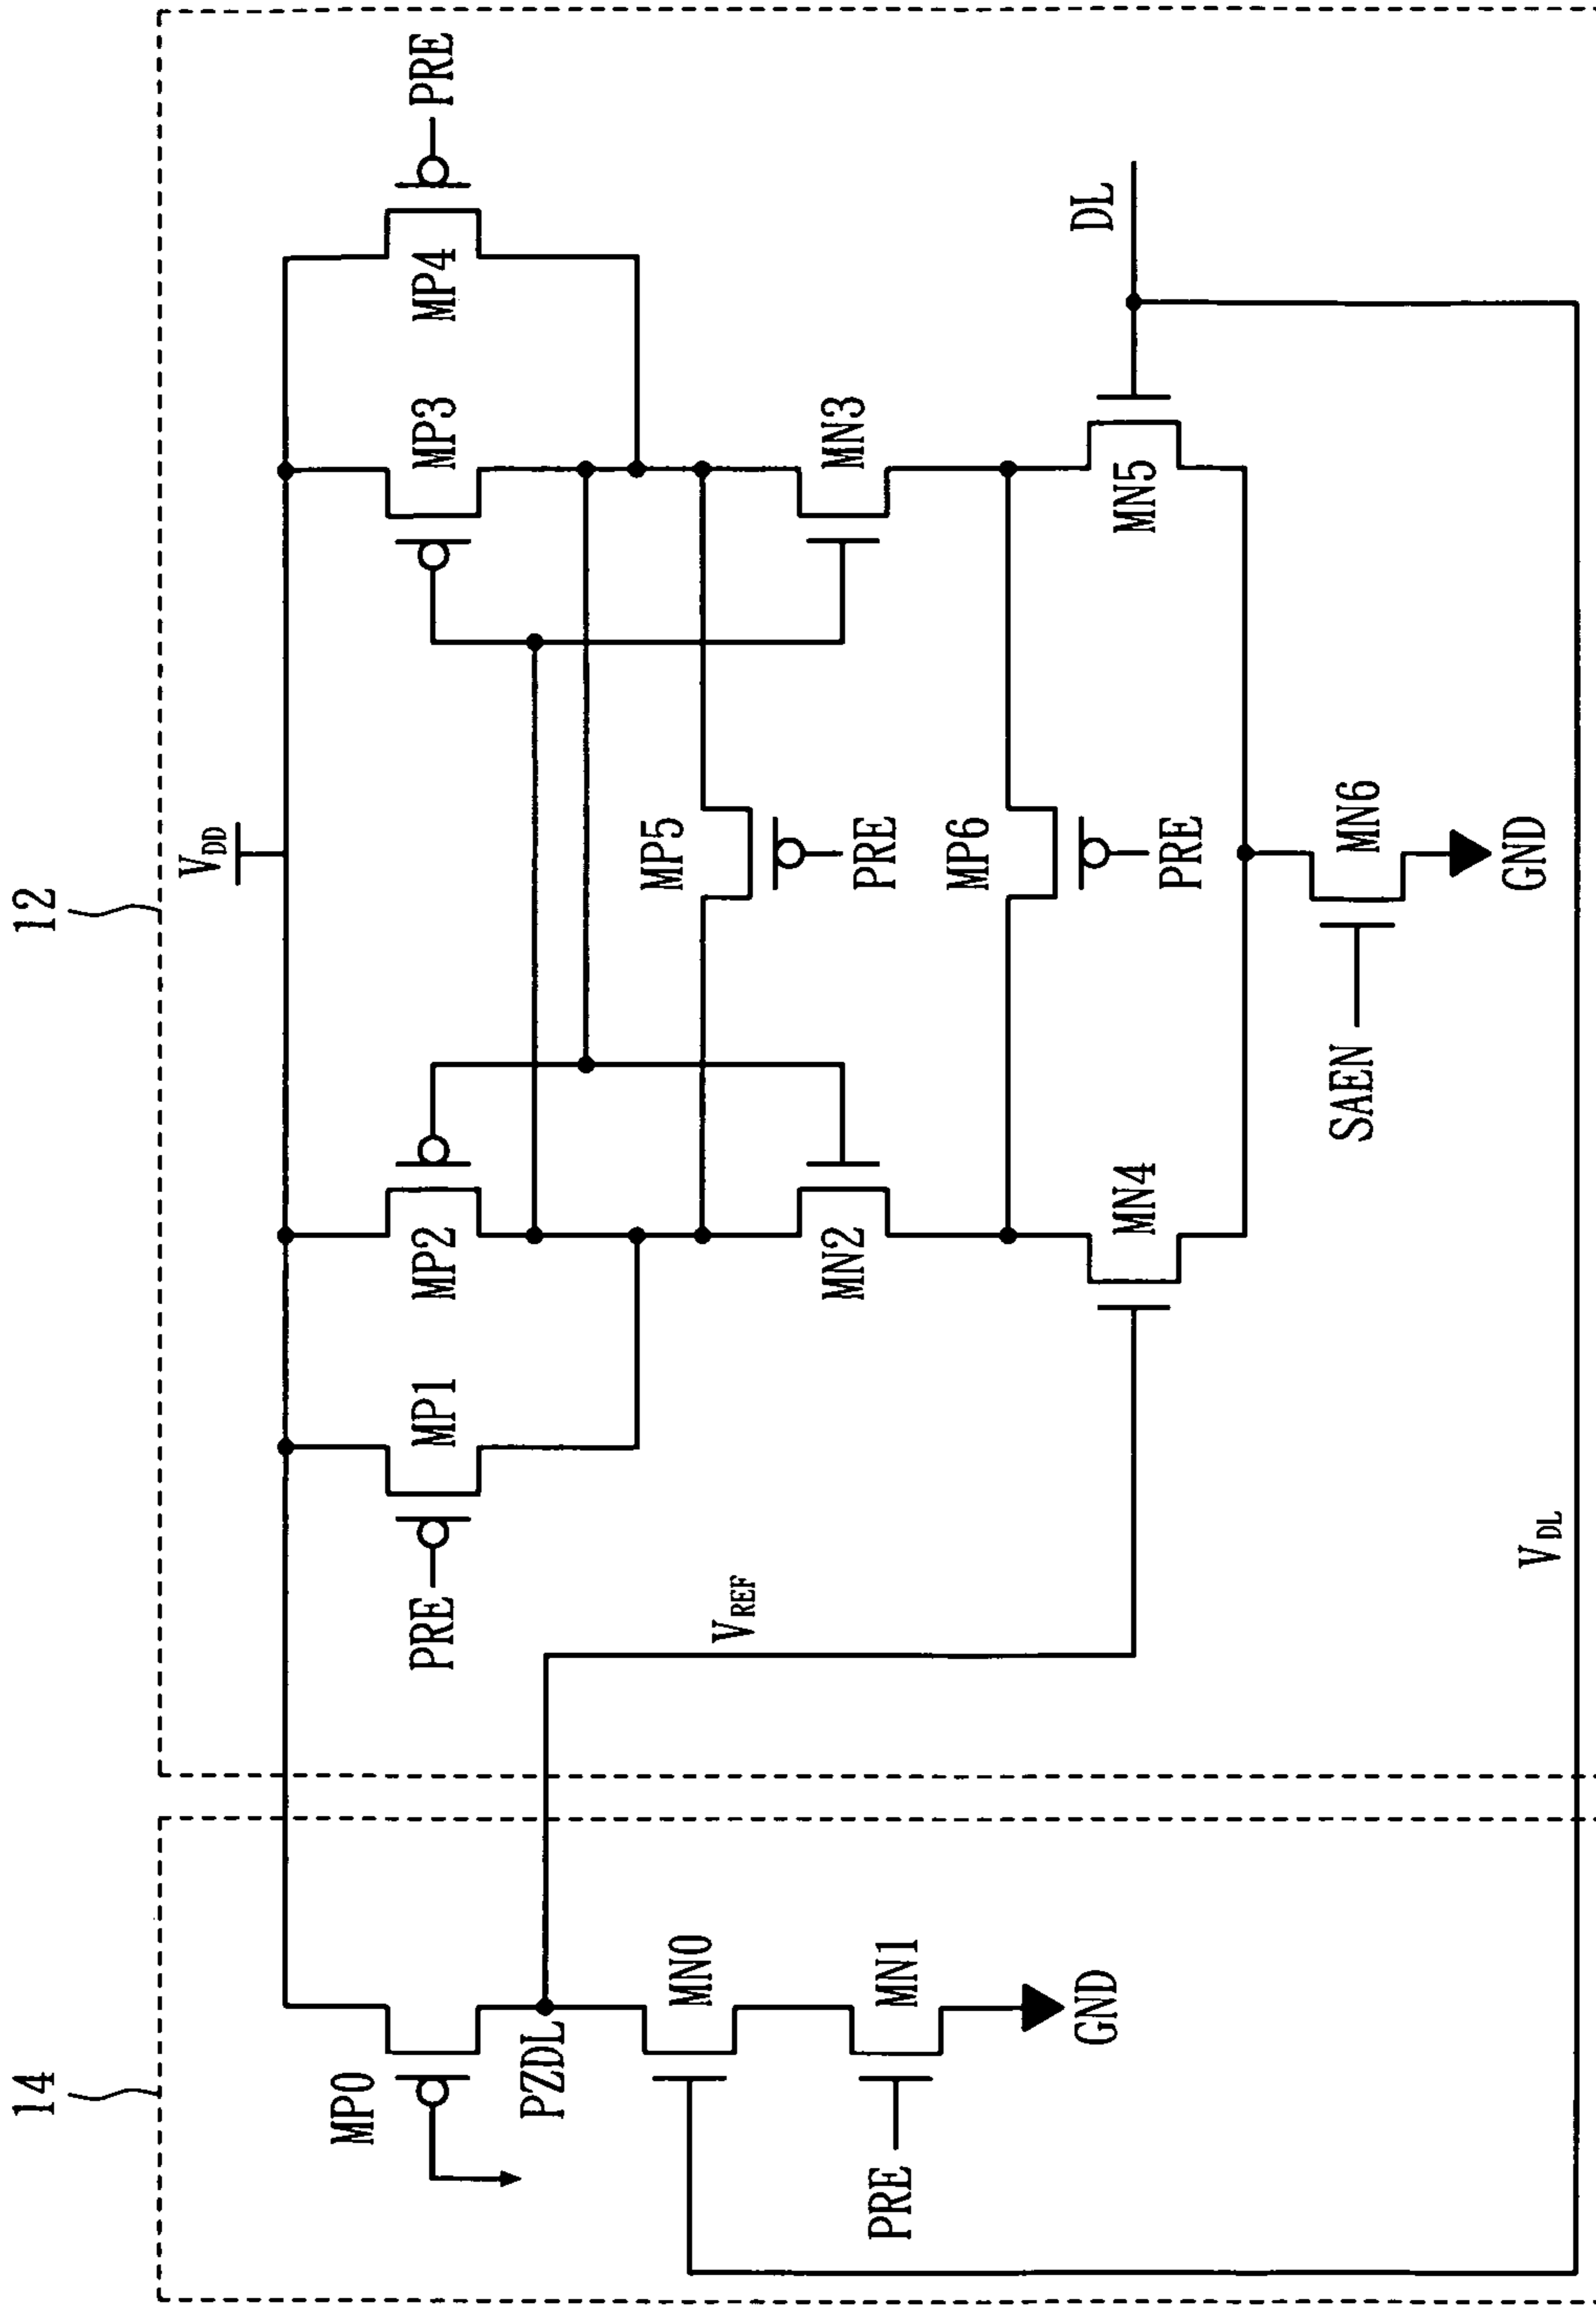 14
12
VDD
MP0
PRE
MP1
MP2
MP3
MP4
PRE
PZDL
VREF
MP5
PRE
MN0
MN2
MN3
PRE
MN1
GND
MN4
MP6
PRE
MN5
DL
SAEN
MN6
GND
VDL